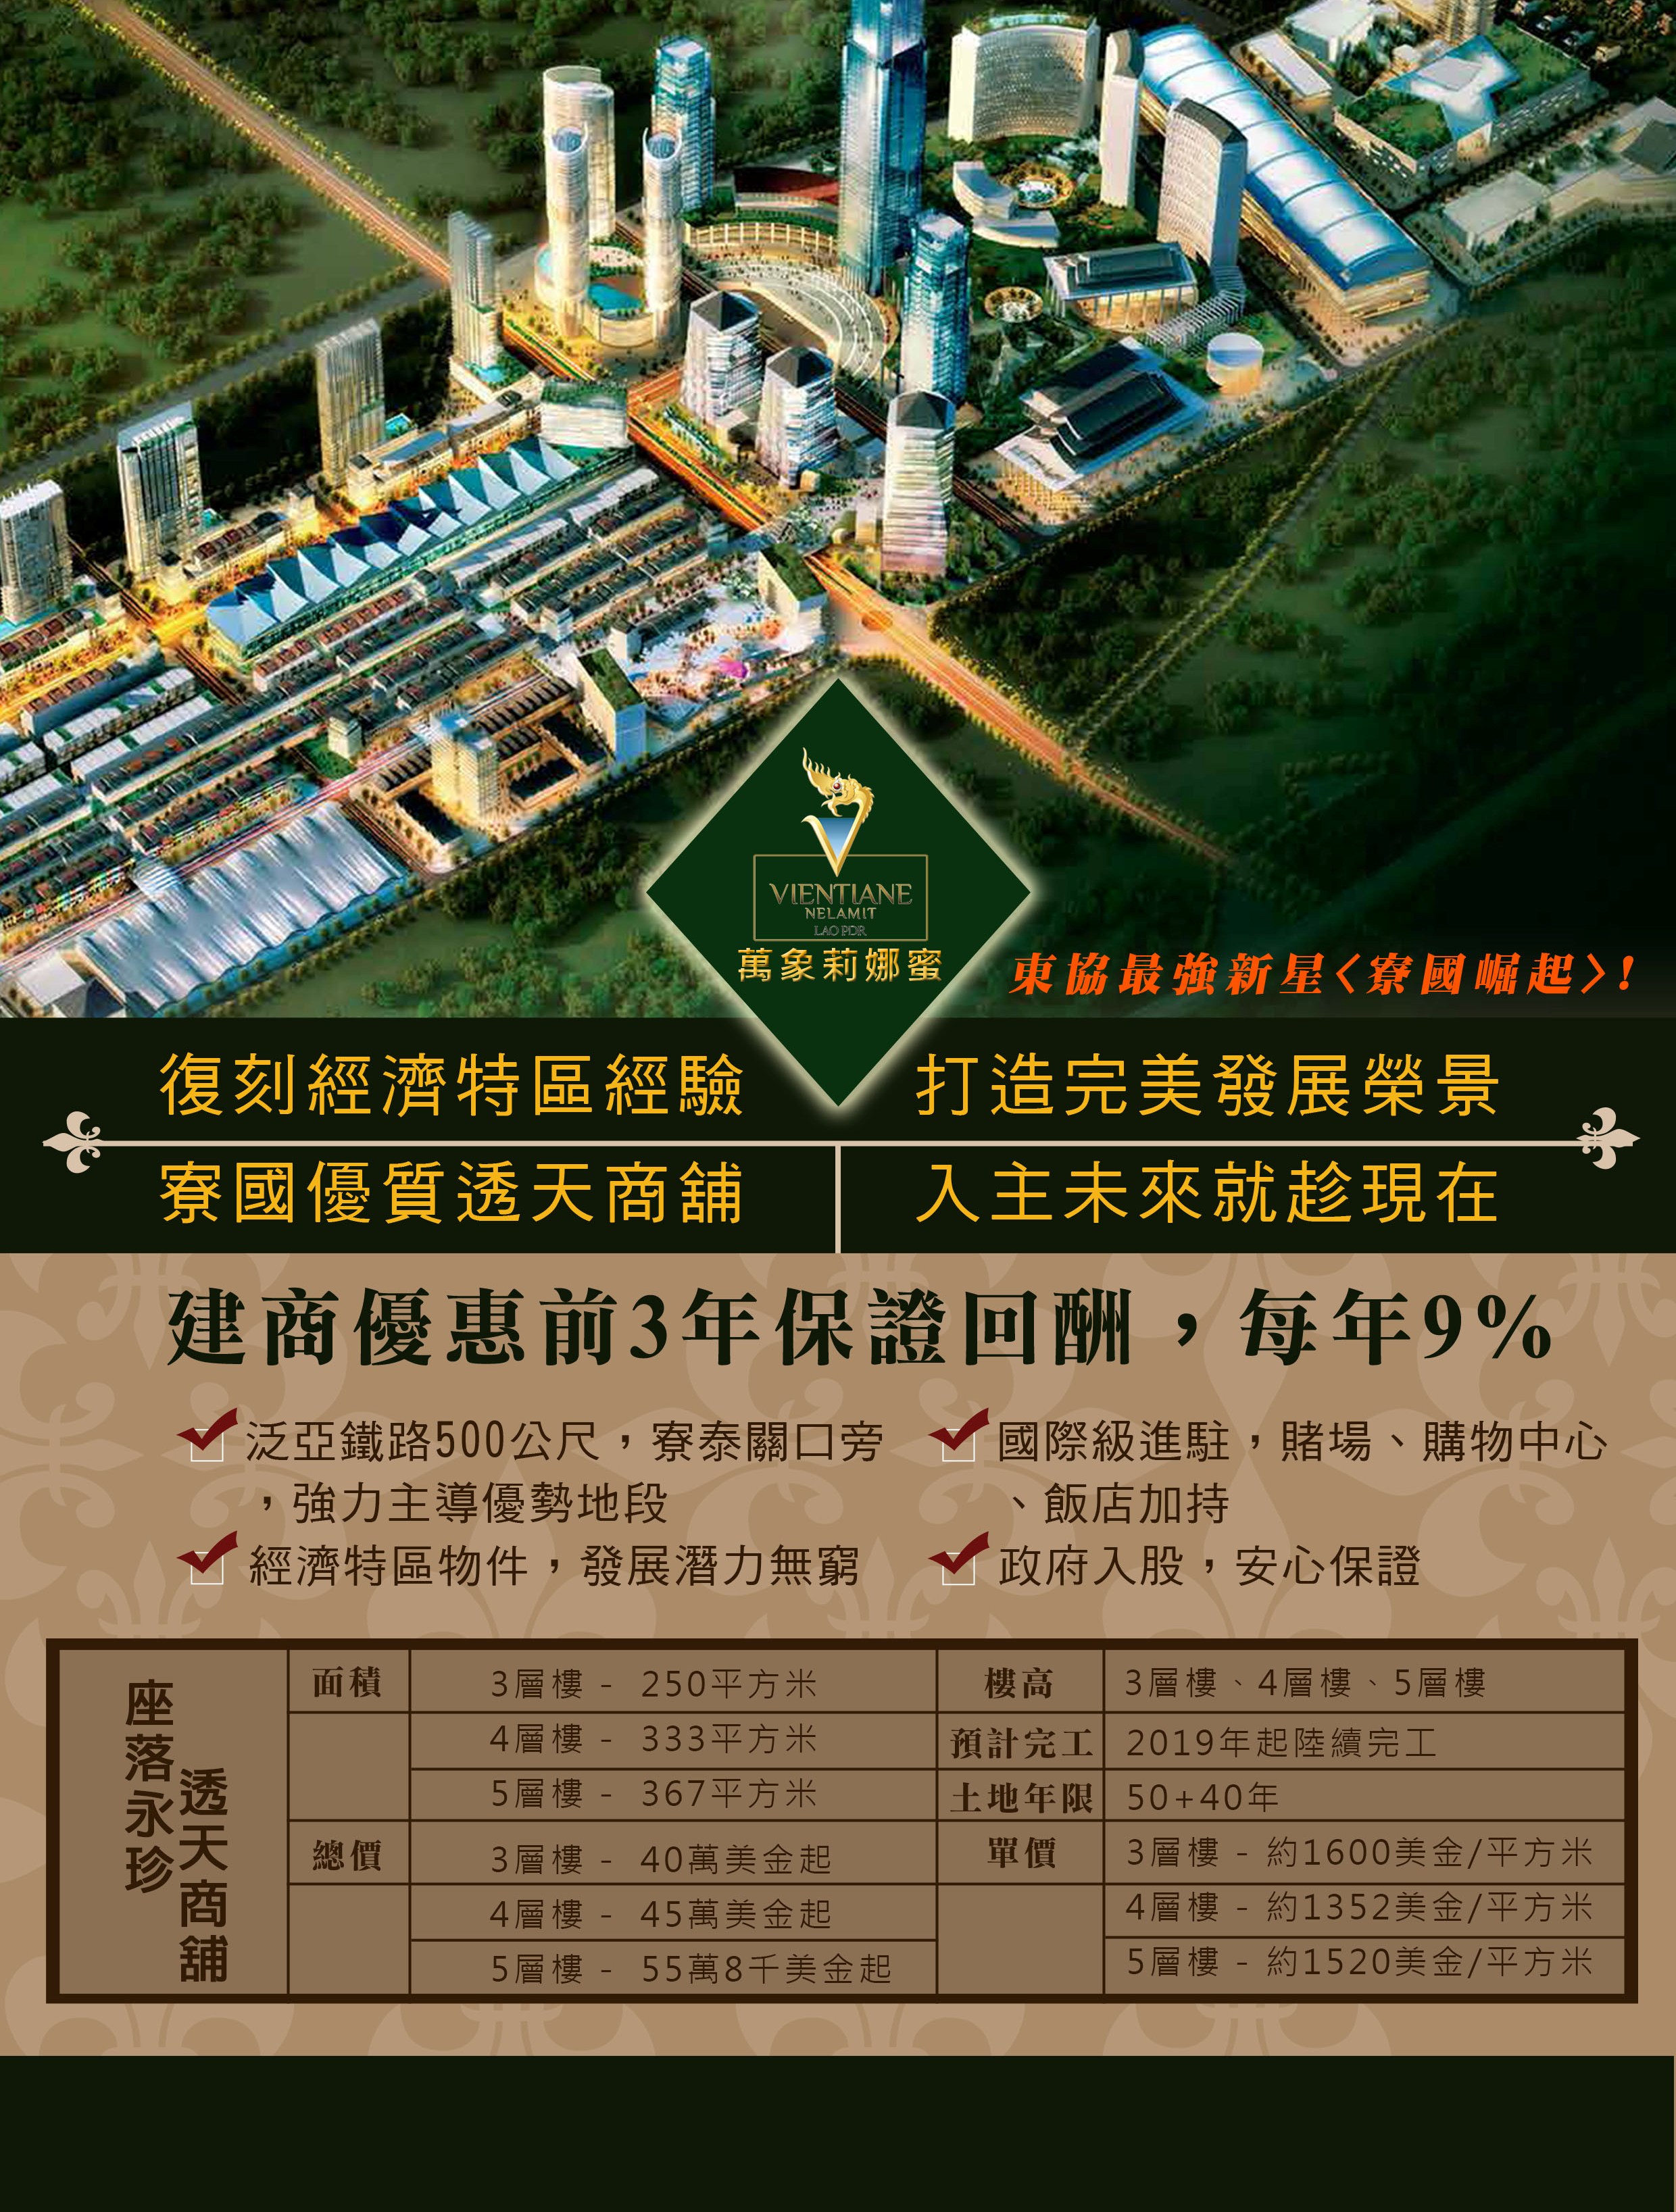 VIENTIANE
NELAMIT
LAO PDR
萬象莉娜蜜
東協最強新星〈寮國崛起〉!
復刻經濟特區經驗
打造完美發展榮景
寮國優質透天商舖
入主未來就趁現在
建商優惠前3年保證回酬，每年9%
泛亞鐵路500公尺，寮泰關口旁
，強力主導優勢地段
國際級進駐，賭場、購物中心
、飯店加持
經濟特區物件，發展潛力無窮
政府入股，安心保證
座落永珍
透天商舖
面積
3層樓 - 250平方米
4層樓 - 333平方米
5層樓 - 367平方米
總價
3層樓 - 40萬美金起
4層樓 - 45萬美金起
5層樓 - 55萬8千美金起
樓高
3層樓、4層樓、5層樓
預計完工
2019年起陸續完工
土地年限
50+40年
單價
3層樓 - 約1600美金/平方米
4層樓 - 約1352美金/平方米
5層樓 - 約1520美金/平方米